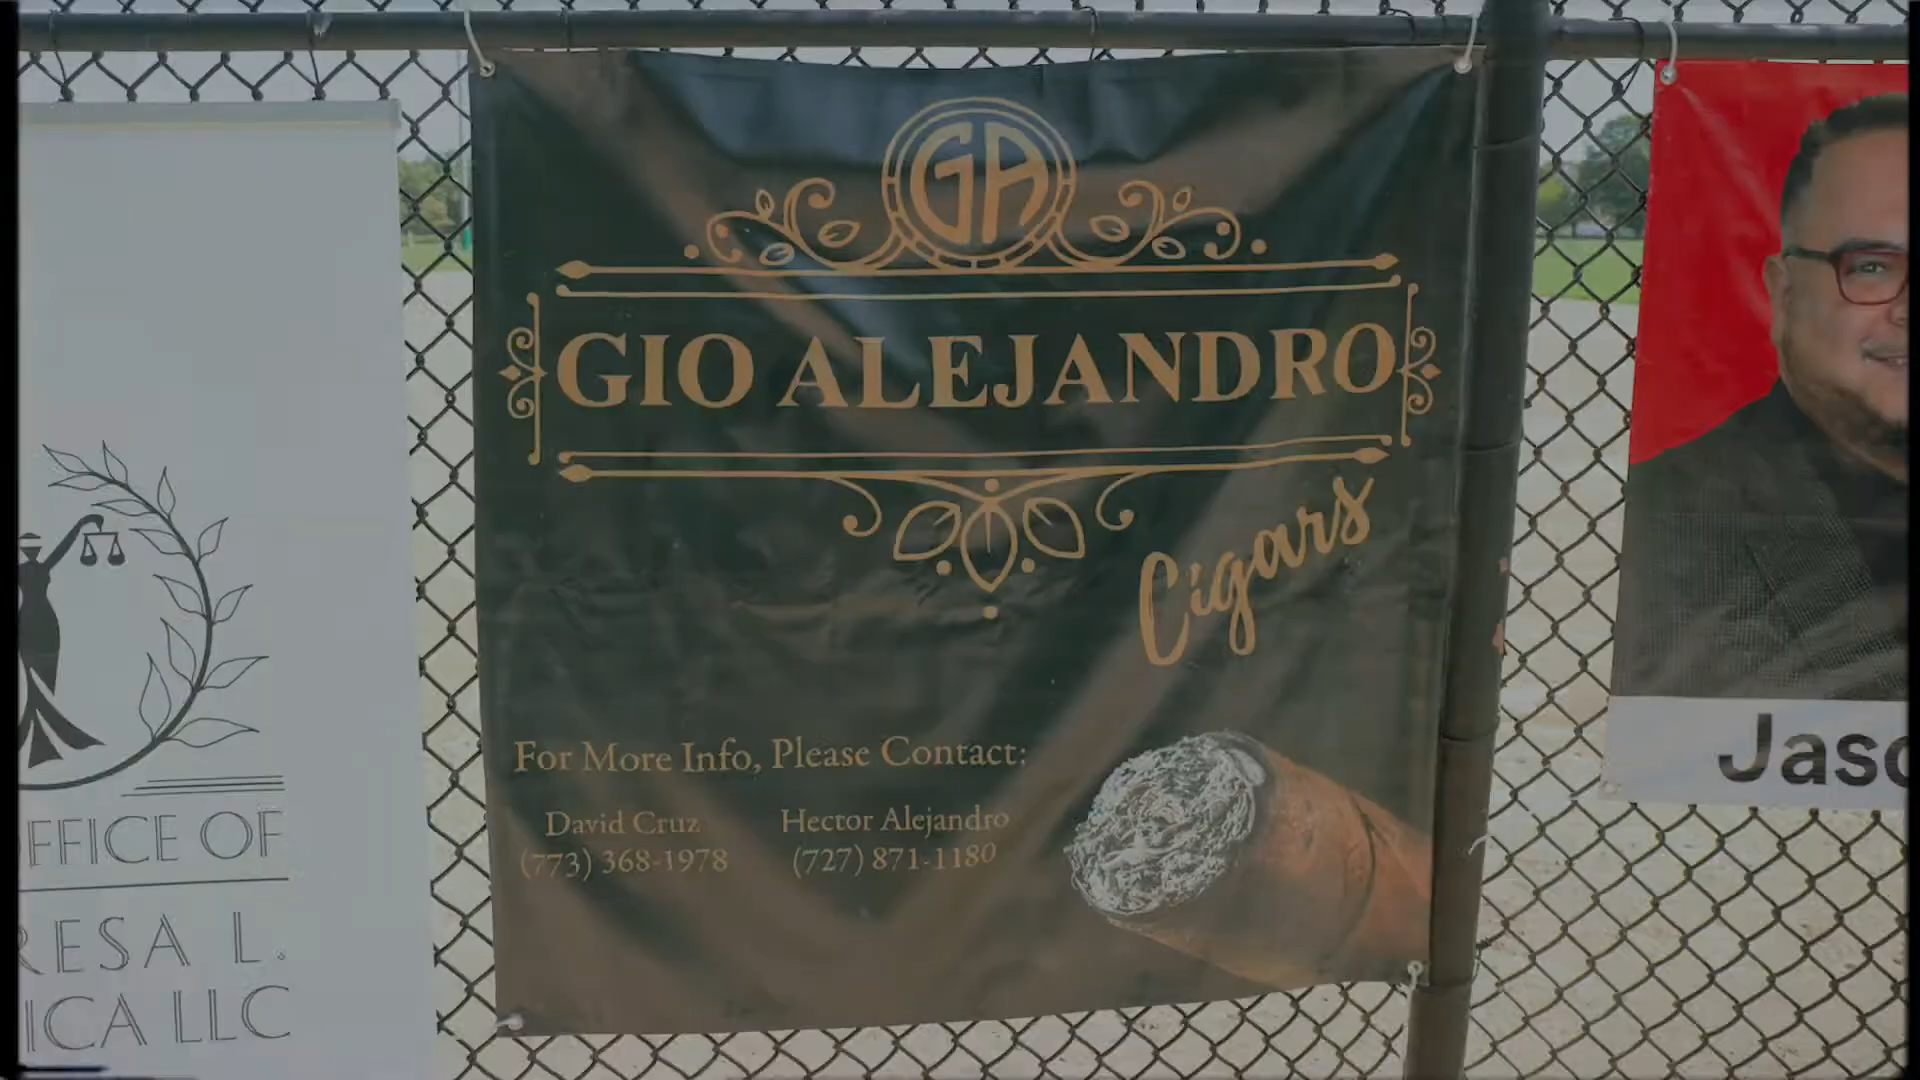 GA
GIO ALEJANDRO
Cigars
For More Info, Please Contact:
David Cruz
(773) 368-1978
Hector Alejandro
(727) 871-1180
FFICE OF
RESA L.
ICA LLC
Jaso